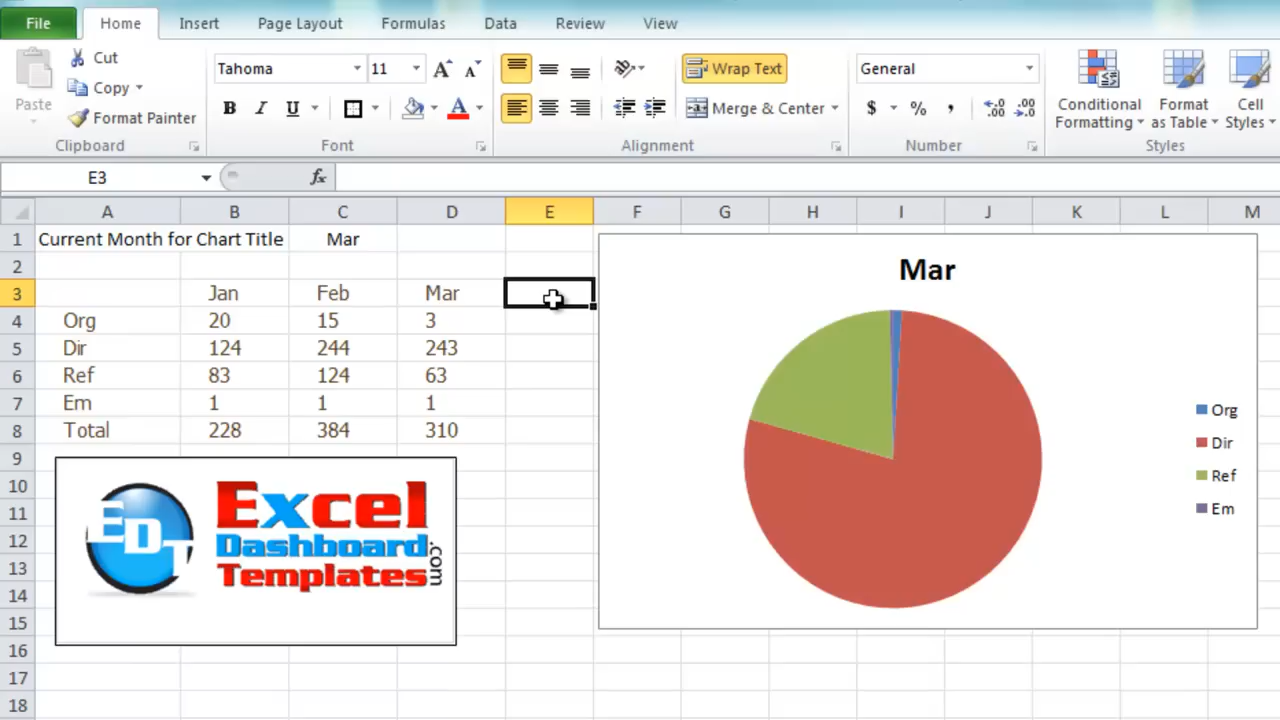 File Home Insert Page Layout Formulas Data Review View
Paste
Cut
Copy
Format Painter
Clipboard
Tahoma 11 A A
B I U A
Font
Wrap Text
Merge & Center
Alignment
General
$ % , .0 .00 .00 .0
Number
Conditional Formatting
Format as Table
Cell Styles
Styles
E3 fx
A B C D E F G H I J K L M
1 Current Month for Chart Title Mar
2
3 Jan Feb Mar
4 Org 20 15 3
5 Dir 124 244 243
6 Ref 83 124 63
7 Em 1 1 1
8 Total 228 384 310
9
10
11
12
13
14
15
16
17
18
EDT
Excel
Dashboard
Templates
.com
Mar
Org
Dir
Ref
Em